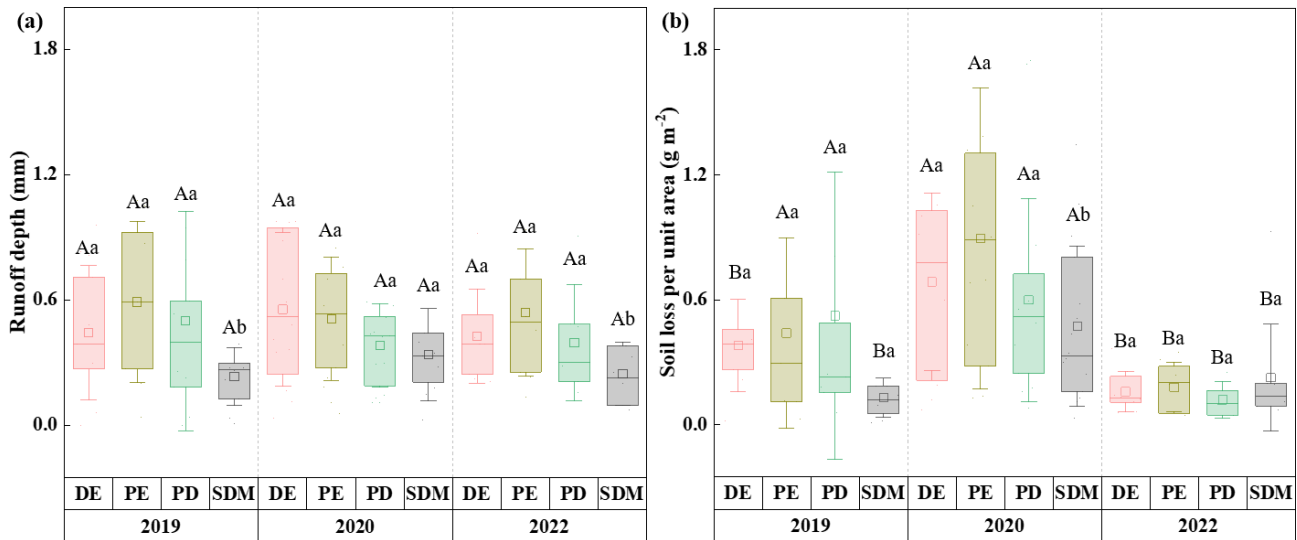 (a)
Runoff depth (mm)
1.8
1.2
0.6
0.0
Aa
Aa
Aa
Ab
Aa
Aa
Aa
Aa
Aa
Aa
Aa
Ab
DE PE PD SDM DE PE PD SDM DE PE PD SDM
2019 2020 2022
(b)
Soil loss per unit area (g m⁻²)
1.8
1.2
0.6
0.0
Ba
Aa
Aa
Ba
Aa
Aa
Aa
Ab
Ba
Ba
Ba
Ba
DE PE PD SDM DE PE PD SDM DE PE PD SDM
2019 2020 2022